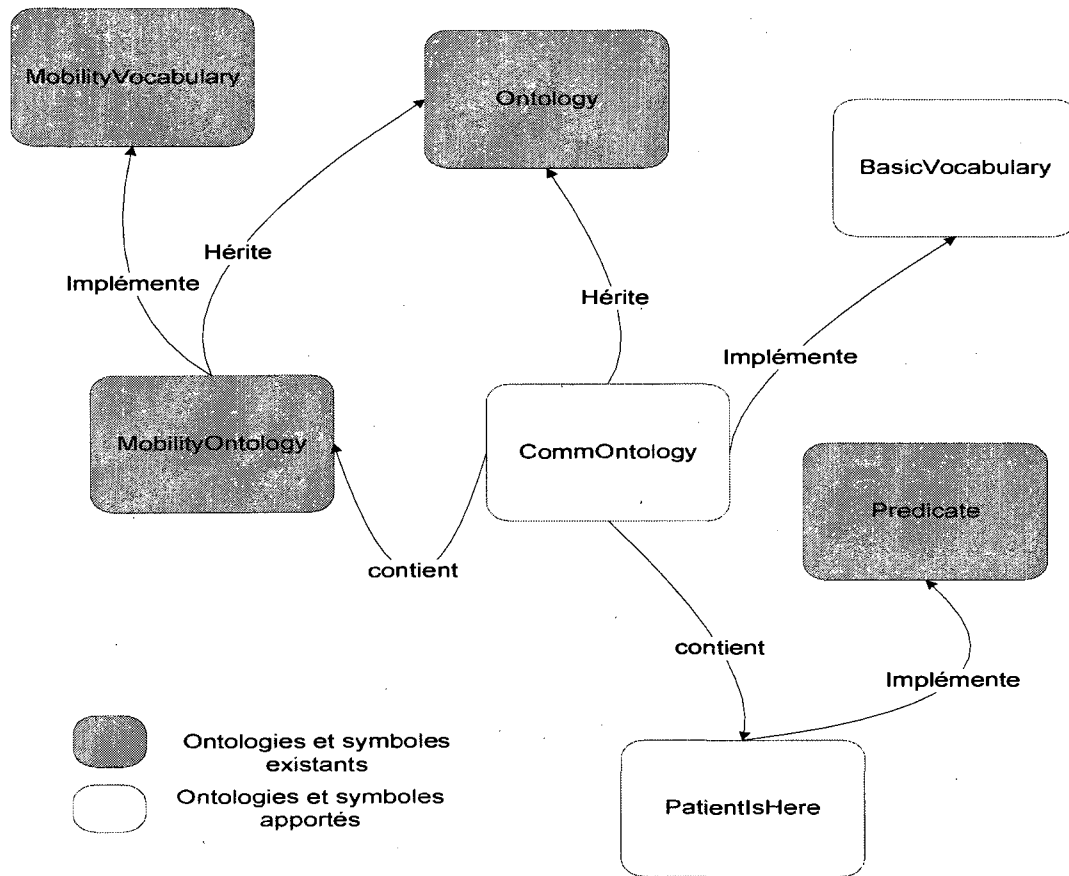 MobilityVocabulary
Ontology
BasicVocabulary
Hérite
Implémente
Hérite
Implémente
MobilityOntology
CommOntology
Predicate
contient
contient
Implémente
Ontologies et symboles
existants
Ontologies et symboles
apportés
PatientIsHere